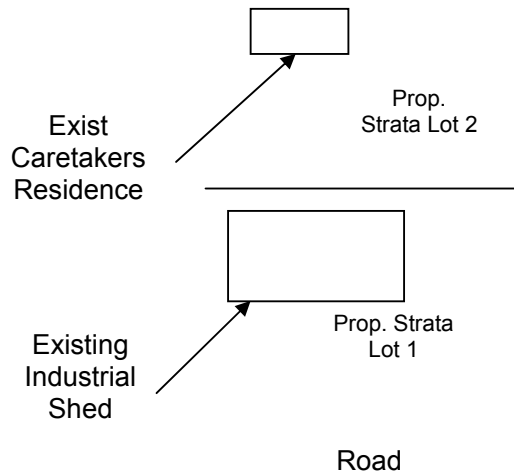 Prop.
Strata Lot 2
Exist
Caretakers
Residence
Prop. Strata
Lot 1
Existing
Industrial
Shed
Road